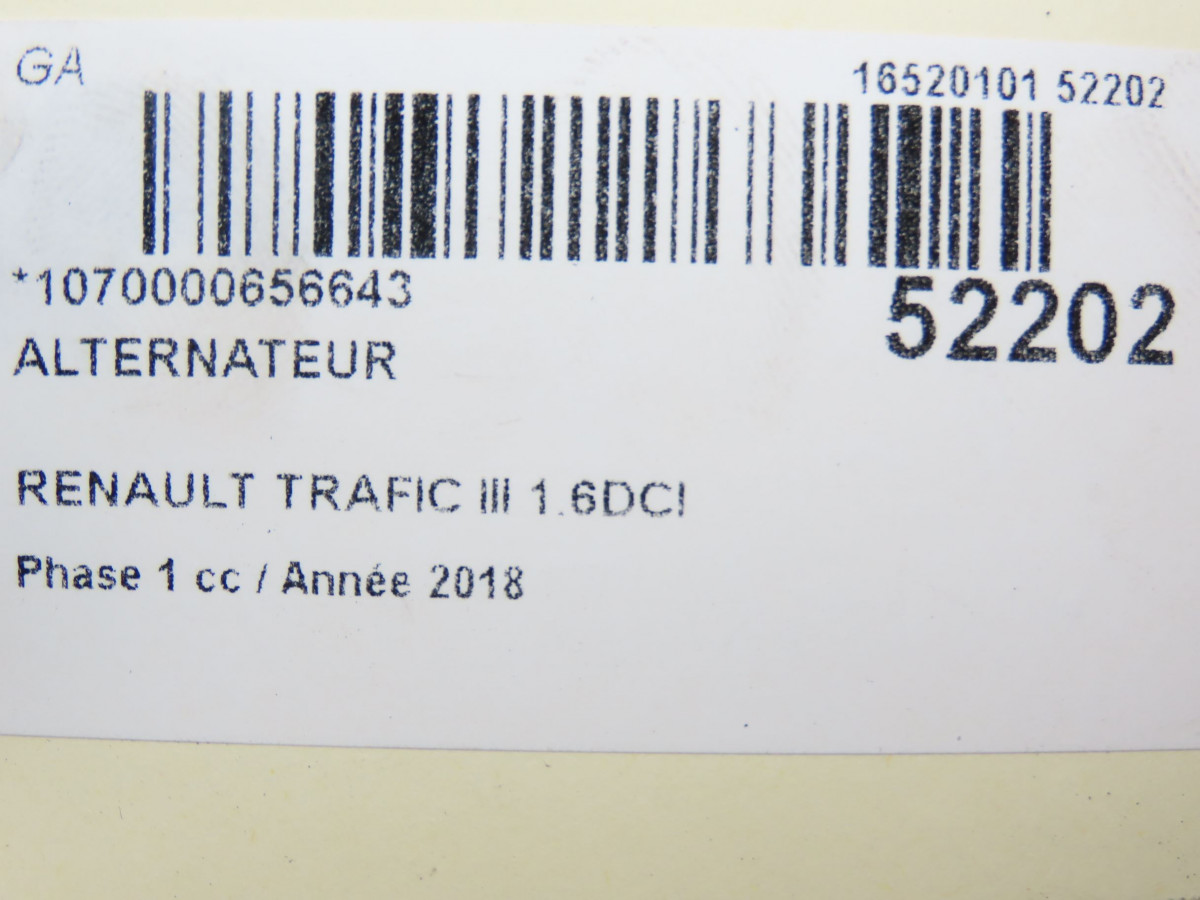 GA
16520101 52202
*1070000656643
52202
ALTERNATEUR
RENAULT TRAFIC III 1.6DCI
Phase 1 cc / Année 2018